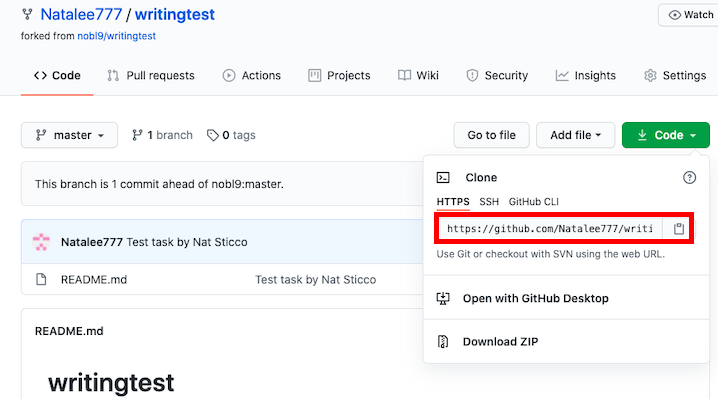 Natalee777 / writingtest
Watch
forked from nobl9/writingtest
Code Pull requests Actions Projects Wiki Security Insights Settings
master 1 branch 0 tags Go to file Add file Code
This branch is 1 commit ahead of nobl9:master.
Clone
HTTPS SSH GitHub CLI
https://github.com/Natalee777/writi
Use Git or checkout with SVN using the web URL.
Open with GitHub Desktop
Download ZIP
Natalee777 Test task by Nat Sticco
README.md Test task by Nat Sticco
README.md
writingtest